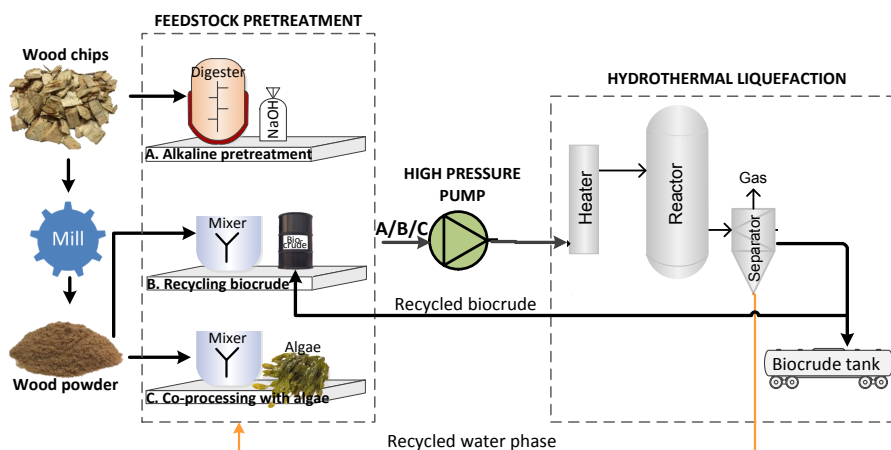 FEEDSTOCK PRETREATMENT
Wood chips
Digester
NaOH
A. Alkaline pretreatment
HYDROTHERMAL LIQUEFACTION
HIGH PRESSURE
PUMP
A/B/C
Heater
Reactor
Gas
Separator
Mill
Mixer
Bio-
crude
B. Recycling biocrude
Recycled biocrude
Wood powder
Mixer
Algae
C. Co-processing with algae
Biocrude tank
Recycled water phase